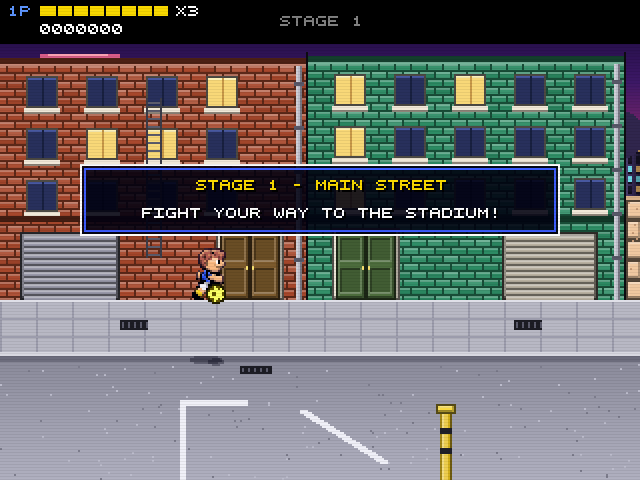 1P X3
0000000
STAGE 1
STAGE 1 - MAIN STREET
FIGHT YOUR WAY TO THE STADIUM!